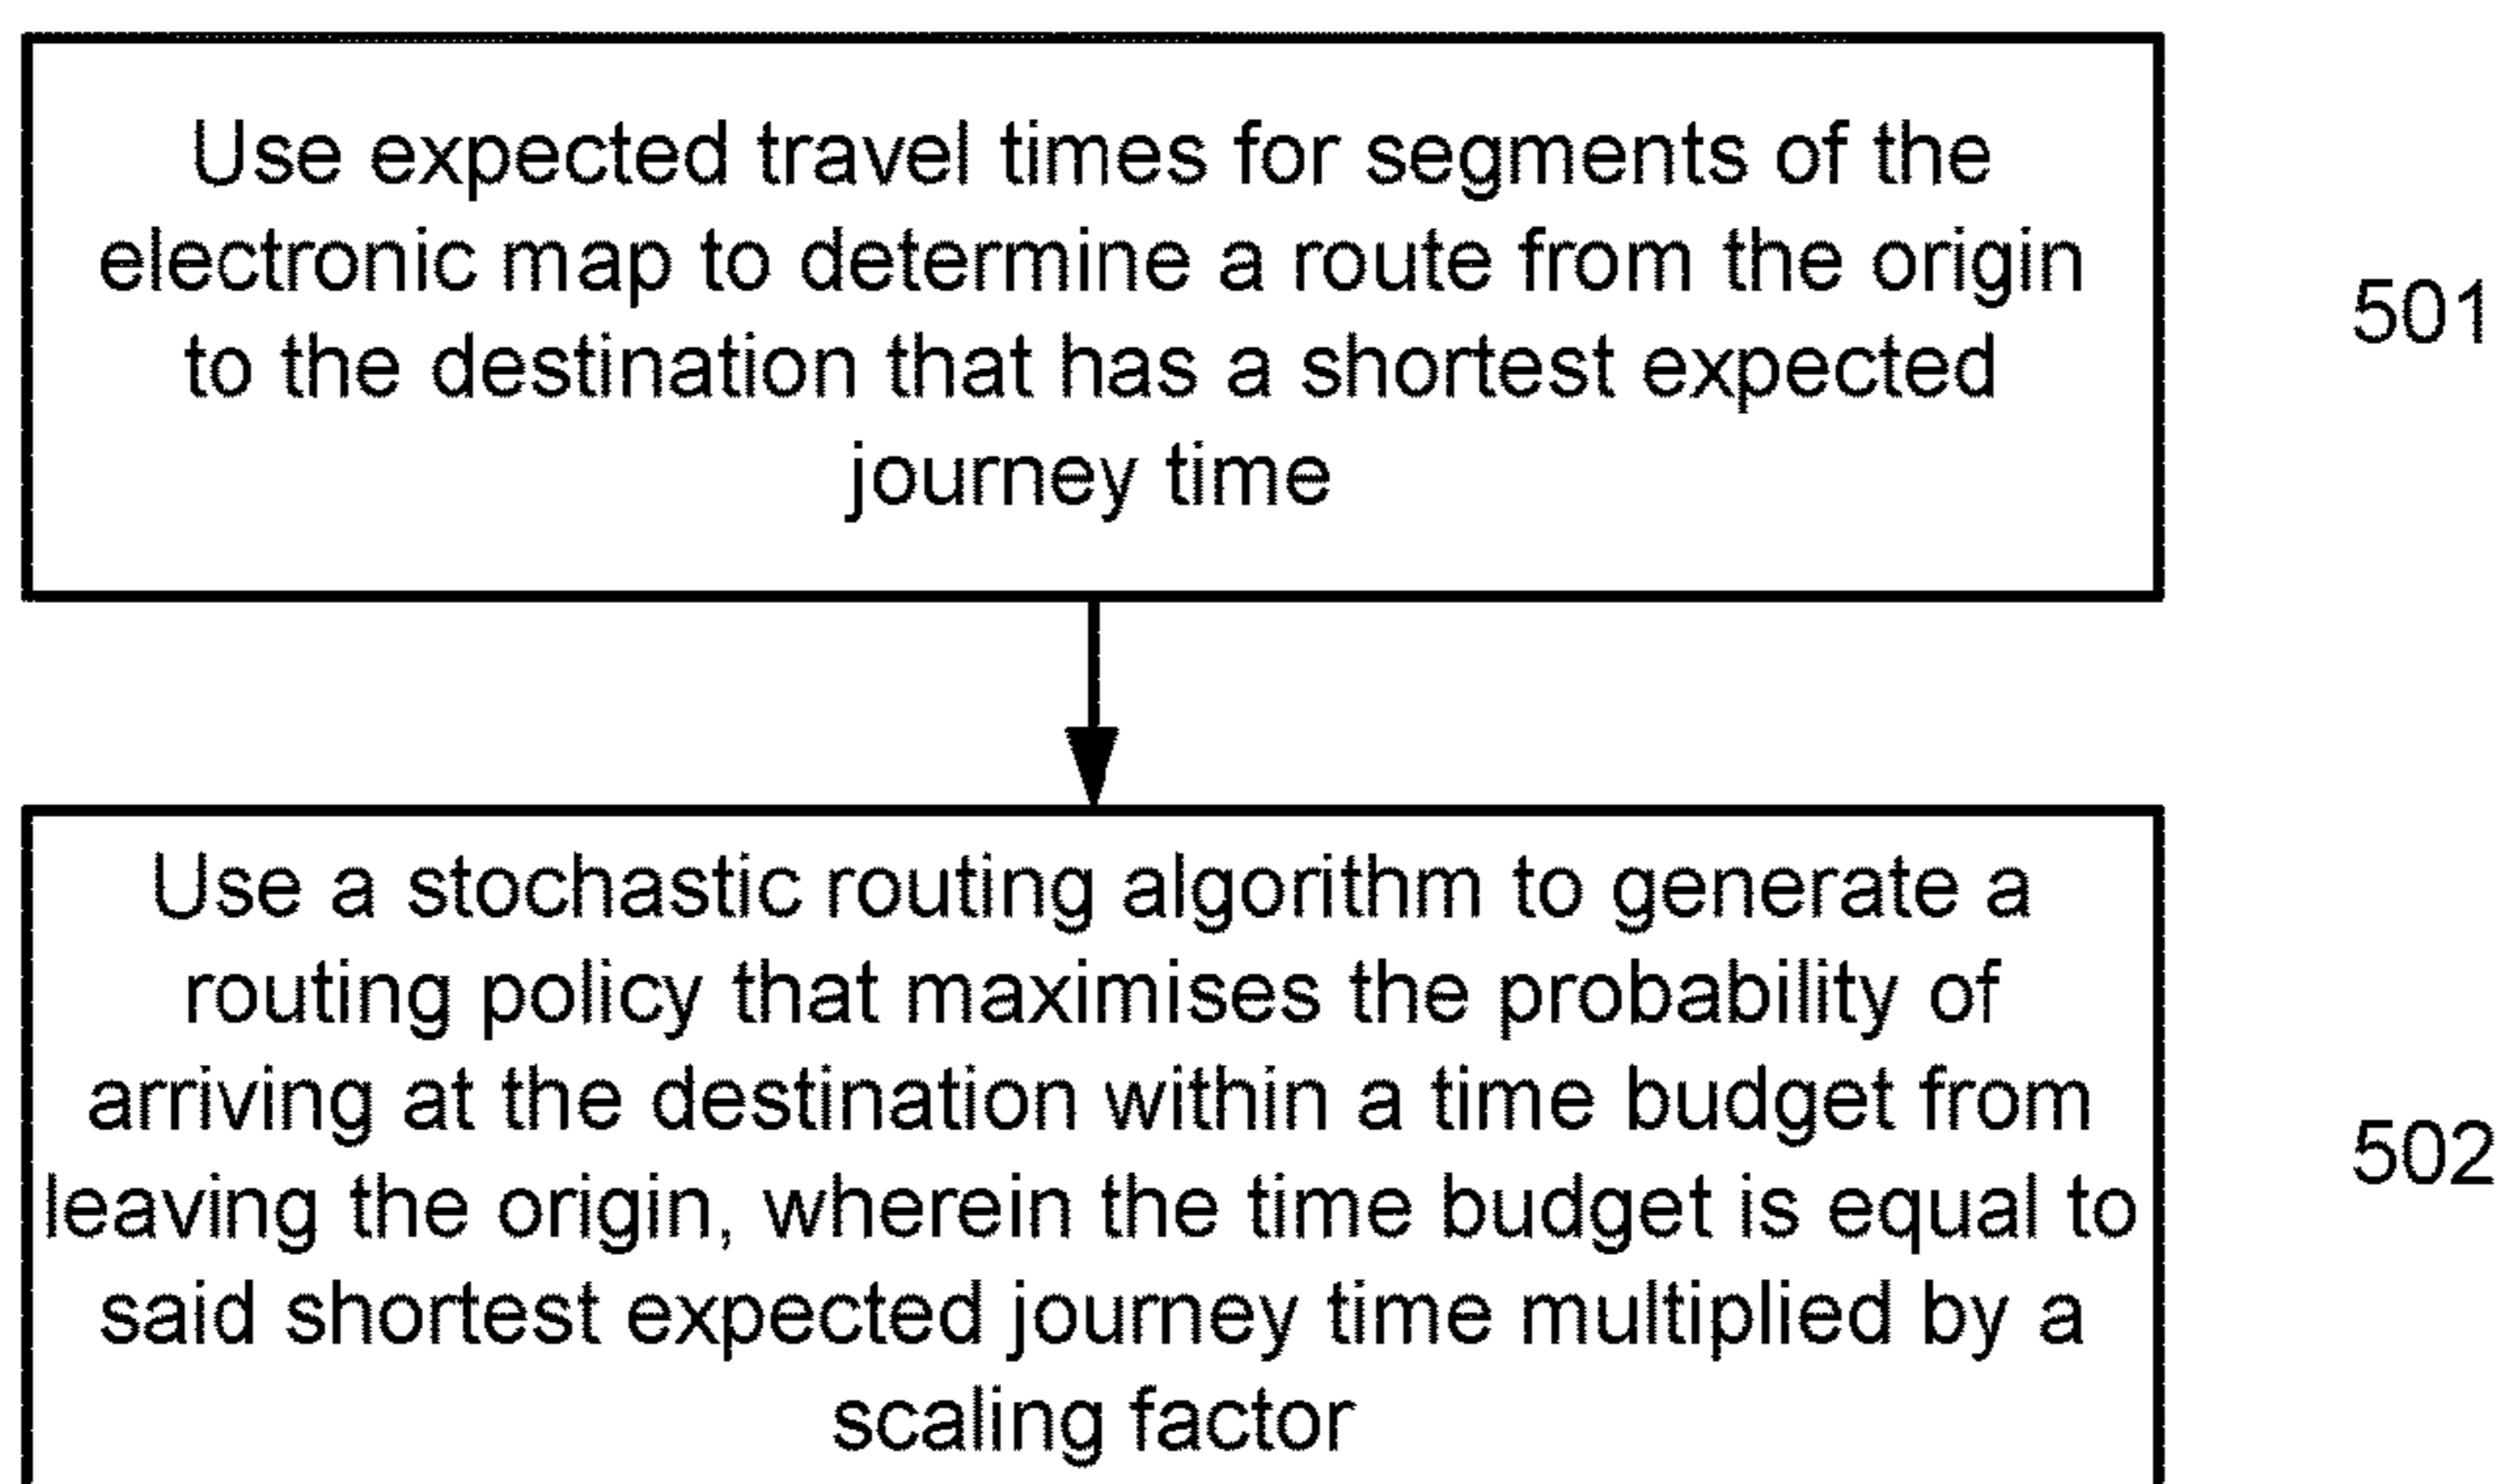 Use expected travel times for segments of the
electronic map to determine a route from the origin
to the destination that has a shortest expected
journey time
501
Use a stochastic routing algorithm to generate a
routing policy that maximises the probability of
arriving at the destination within a time budget from
leaving the origin, wherein the time budget is equal to
said shortest expected journey time multiplied by a
scaling factor
502